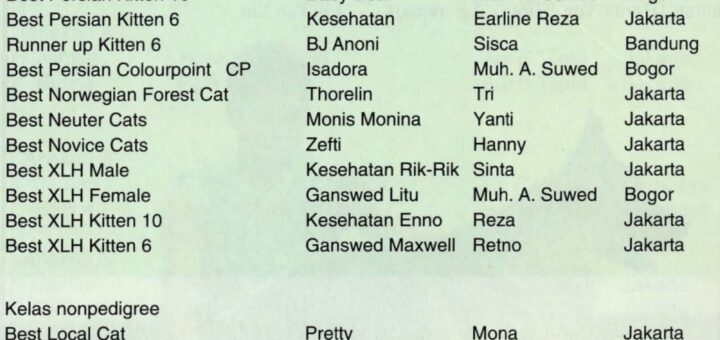 Best Persian Kitten 6 Kesehatan Earline Reza Jakarta
Runner up Kitten 6 BJ Anoni Sisca Bandung
Best Persian Colourpoint CP Isadora Muh. A. Suwed Bogor
Best Norwegian Forest Cat Thorelin Tri Jakarta
Best Neuter Cats Monis Monina Yanti Jakarta
Best Novice Cats Zefti Hanny Jakarta
Best XLH Male Kesehatan Rik-Rik Sinta Jakarta
Best XLH Female Ganswed Litu Muh. A. Suwed Bogor
Best XLH Kitten 10 Kesehatan Enno Reza Jakarta
Best XLH Kitten 6 Ganswed Maxwell Retno Jakarta
Kelas nonpedigree
Best Local Cat Pretty Mona Jakarta